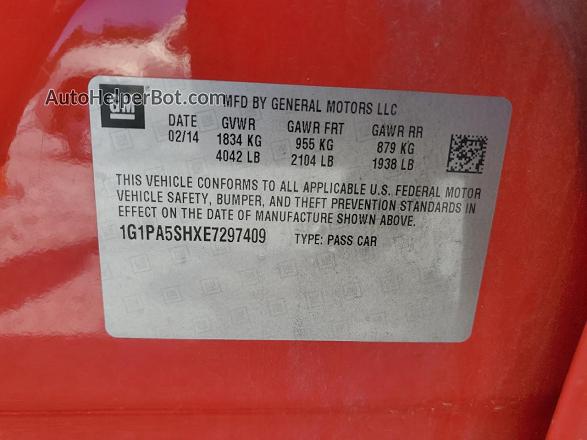 AutoHelperBot.com
GM MFD BY GENERAL MOTORS LLC
DATE GVWR GAWR FRT GAWR RR
02/14 1834 KG 955 KG 879 KG
4042 LB 2104 LB 1938 LB
THIS VEHICLE CONFORMS TO ALL APPLICABLE U.S. FEDERAL MOTOR
VEHICLE SAFETY, BUMPER, AND THEFT PREVENTION STANDARDS IN
EFFECT ON THE DATE OF MANUFACTURE SHOWN ABOVE.
1G1PA5SHXE7297409 TYPE: PASS CAR